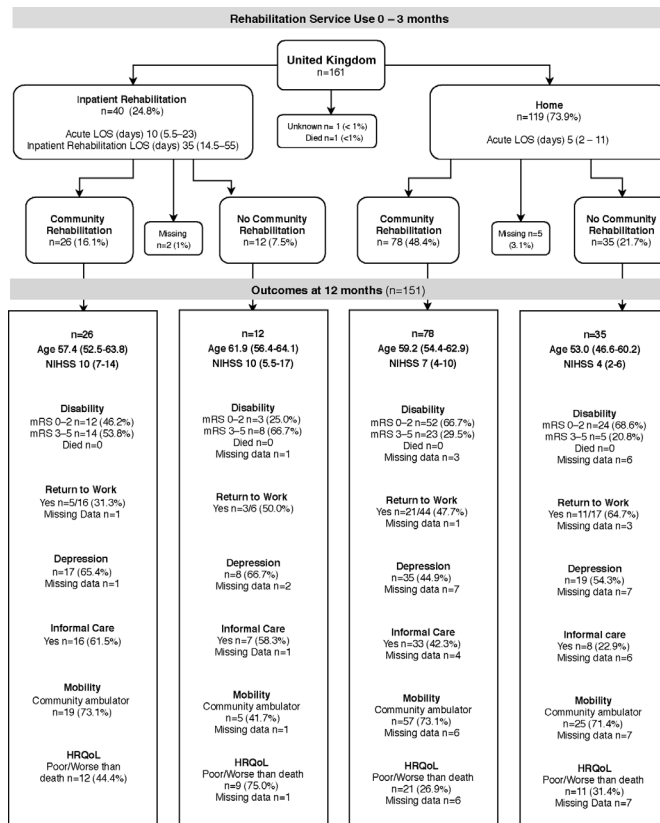 Rehabilitation Service Use 0 – 3 months
United Kingdom
n=161
Inpatient Rehabilitation
n=40 (24.8%)
Acute LOS (days) 10 (5.5–23)
Inpatient Rehabilitation LOS (days) 35 (14.5–55)
Unknown n= 1 (< 1%)
Died n=1 (<1%)
Home
n=119 (73.9%)
Acute LOS (days) 5 (2 – 11)
Community
Rehabilitation
n=26 (16.1%)
Missing
n=2 (1%)
No Community
Rehabilitation
n=12 (7.5%)
Community
Rehabilitation
n= 78 (48.4%)
Missing n=5
(3.1%)
No Community
Rehabilitation
n=35 (21.7%)
Outcomes at 12 months (n=151)
n=26
Age 57.4 (52.5-63.8)
NIHSS 10 (7-14)
Disability
mRS 0–2 n=12 (46.2%)
mRS 3–5 n=14 (53.8%)
Died n=0
Return to Work
Yes n=5/16 (31.3%)
Missing Data n=1
Depression
n=17 (65.4%)
Missing data n=1
Informal Care
Yes n=16 (61.5%)
Mobility
Community ambulator
n=19 (73.1%)
HRQoL
Poor/Worse than
death n=12 (44.4%)
n=12
Age 61.9 (56.4-64.1)
NIHSS 10 (5.5-17)
Disability
mRS 0–2 n=3 (25.0%)
mRS 3–5 n=8 (66.7%)
Died n=0
Missing data n=1
Return to Work
Yes n=3/6 (50.0%)
Depression
n=8 (66.7%)
Missing data n=2
Informal Care
Yes n=7 (58.3%)
Missing Data n=1
Mobility
Community ambulator
n=5 (41.7%)
Missing data n=1
HRQoL
Poor/Worse than death
n=9 (75.0%)
Missing data n=1
n=78
Age 59.2 (54.4-62.9)
NIHSS 7 (4-10)
Disability
mRS 0–2 n=52 (66.7%)
mRS 3–5 n=23 (29.5%)
Died n=0
Missing data n=3
Return to Work
Yes n=21/44 (47.7%)
Missing data n=1
Depression
n=35 (44.9%)
Missing data n=7
Informal Care
Yes n=33 (42.3%)
Missing data n=4
Mobility
Community ambulator
n=57 (73.1%)
Missing data n=6
HRQoL
Poor/Worse than death
n=21 (26.9%)
Missing data n=6
n=35
Age 53.0 (46.6-60.2)
NIHSS 4 (2-6)
Disability
mRS 0–2 n=24 (68.6%)
mRS 3–5 n=5 (20.8%)
Died n=0
Missing data n=6
Return to Work
Yes n=11/17 (64.7%)
Missing data n=3
Depression
n=19 (54.3%)
Missing data n=7
Informal care
Yes n=8 (22.9%)
Missing data n=6
Mobility
Community ambulator
n=25 (71.4%)
Missing data n=7
HRQoL
Poor/Worse than death
n=11 (31.4%)
Missing Data n=7